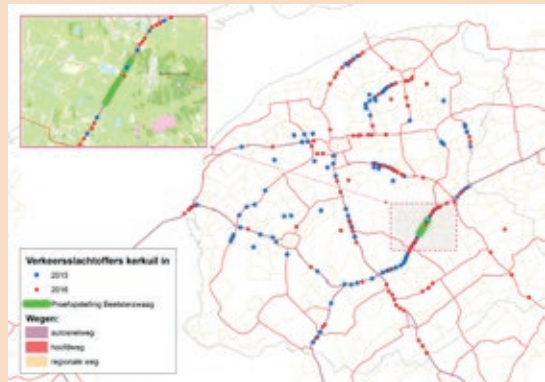 Verkeersslachtoffers kerkuil in
2015
2016
Proefopstelling Beetsterzwaag
Wegen:
autosnelweg
hoofdweg
regionale weg